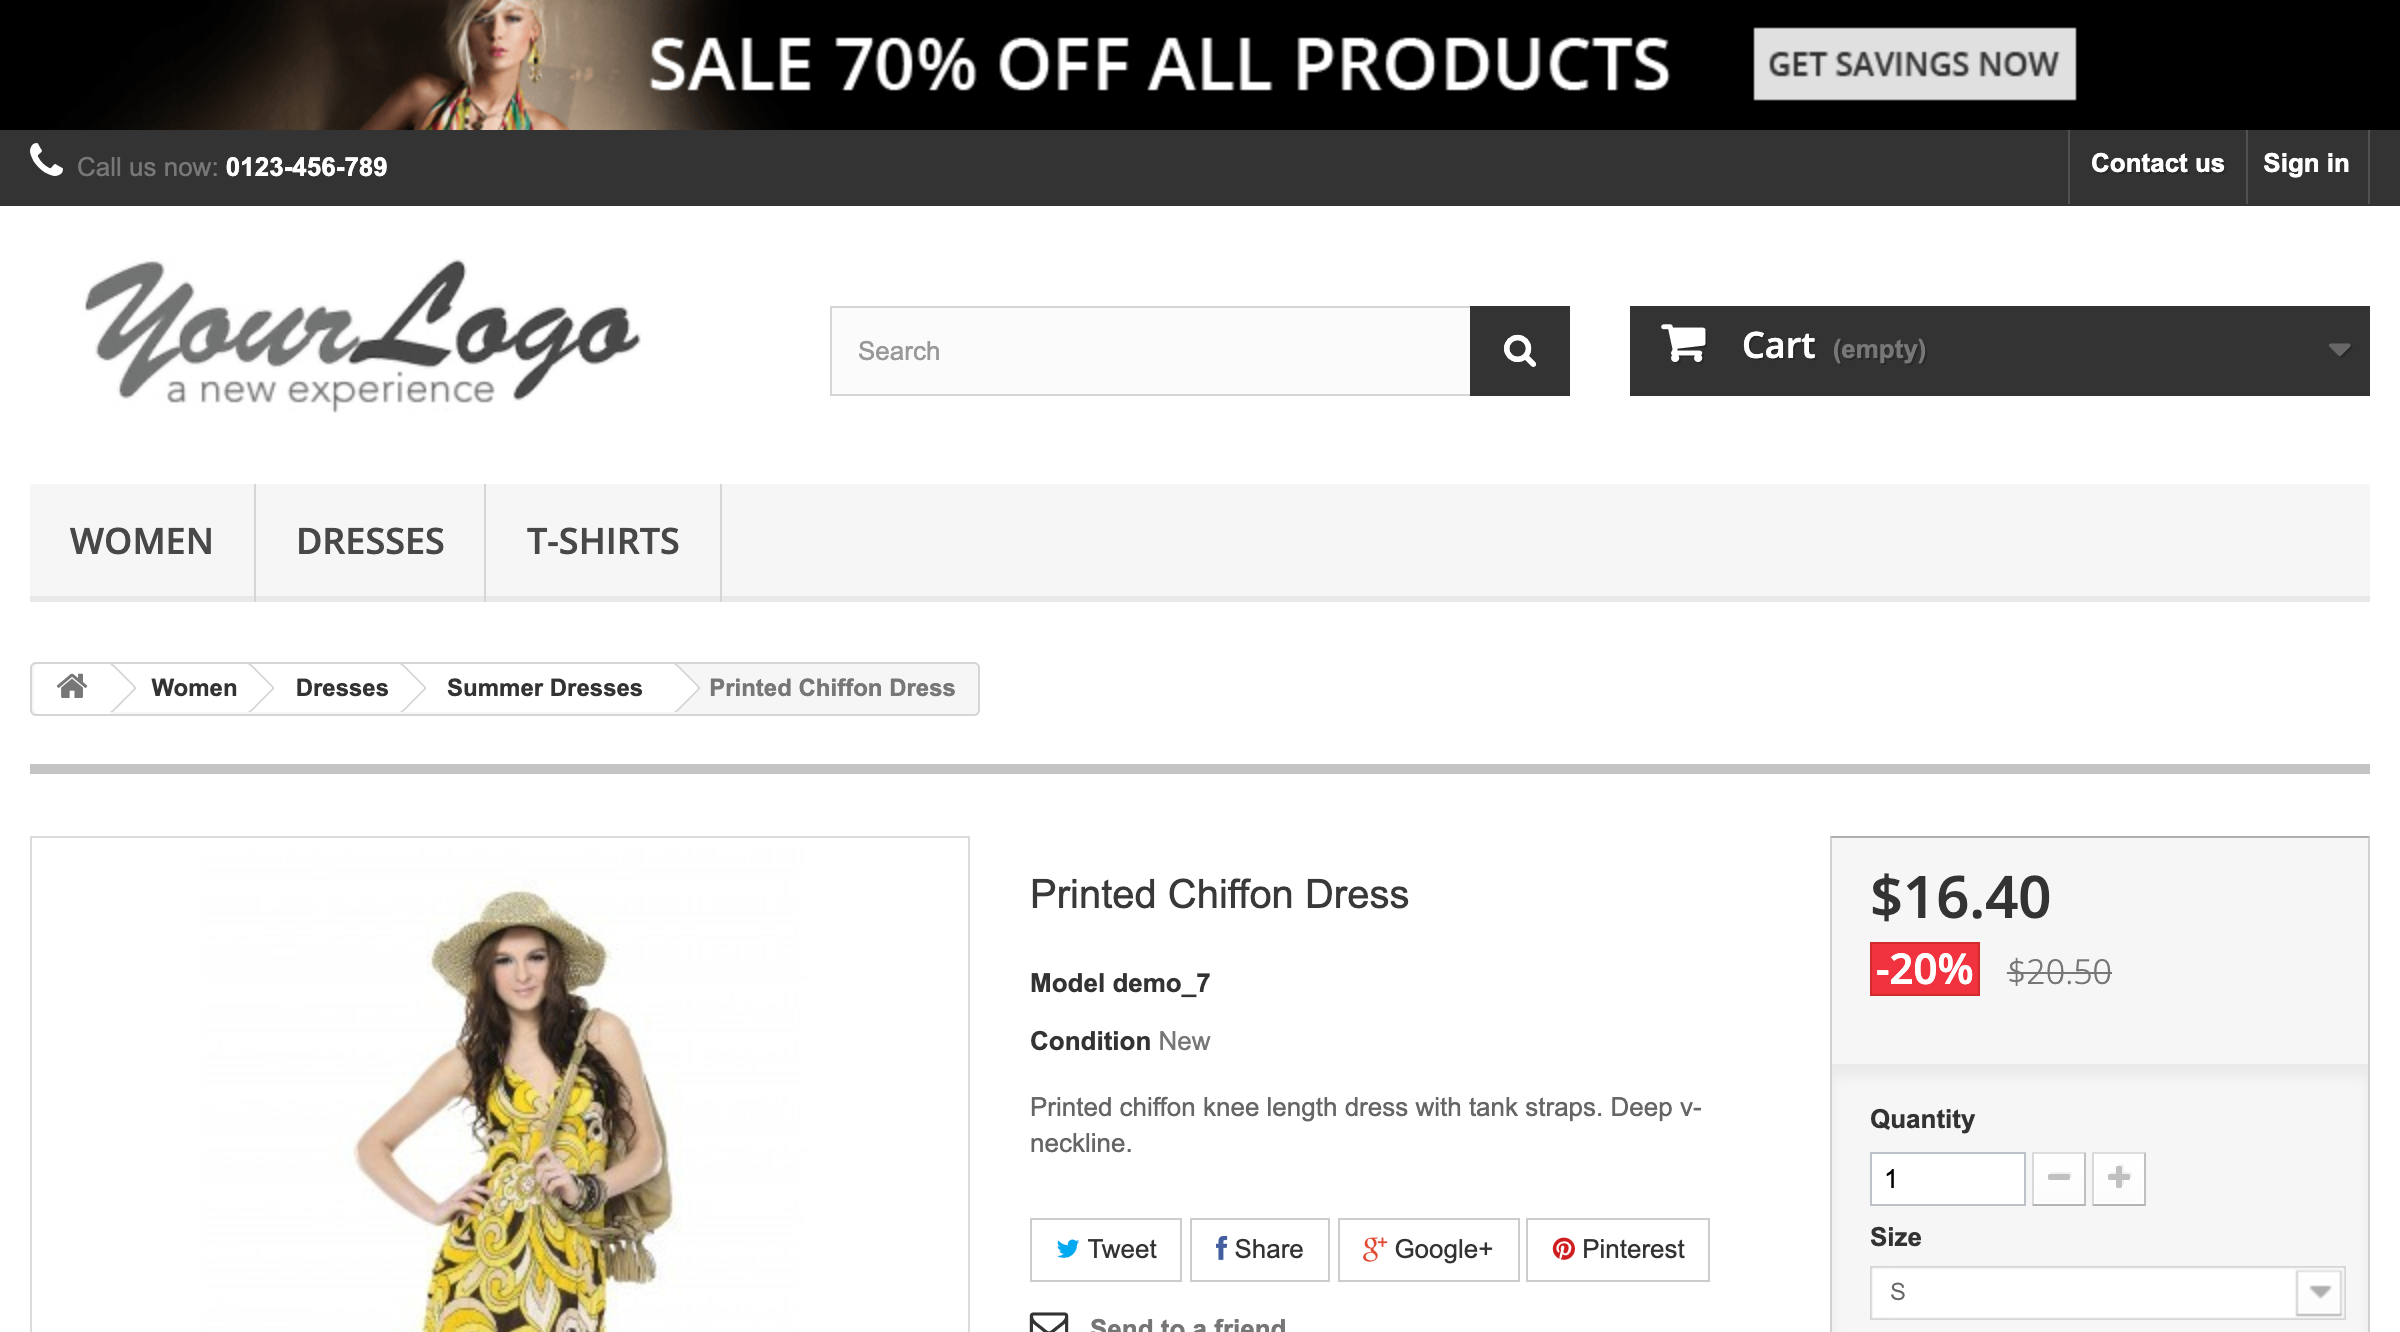 SALE 70% OFF ALL PRODUCTS
GET SAVINGS NOW
Call us now: 0123-456-789
Contact us
Sign in
YourLogo
a new experience
Search
Cart (empty)
WOMEN
DRESSES
T-SHIRTS
Women
Dresses
Summer Dresses
Printed Chiffon Dress
Printed Chiffon Dress
Model demo_7
Condition New
Printed chiffon knee length dress with tank straps. Deep v-
neckline.
Tweet
Share
Google+
Pinterest
Send to a friend
$16.40
-20% $20.50
Quantity
1
Size
S